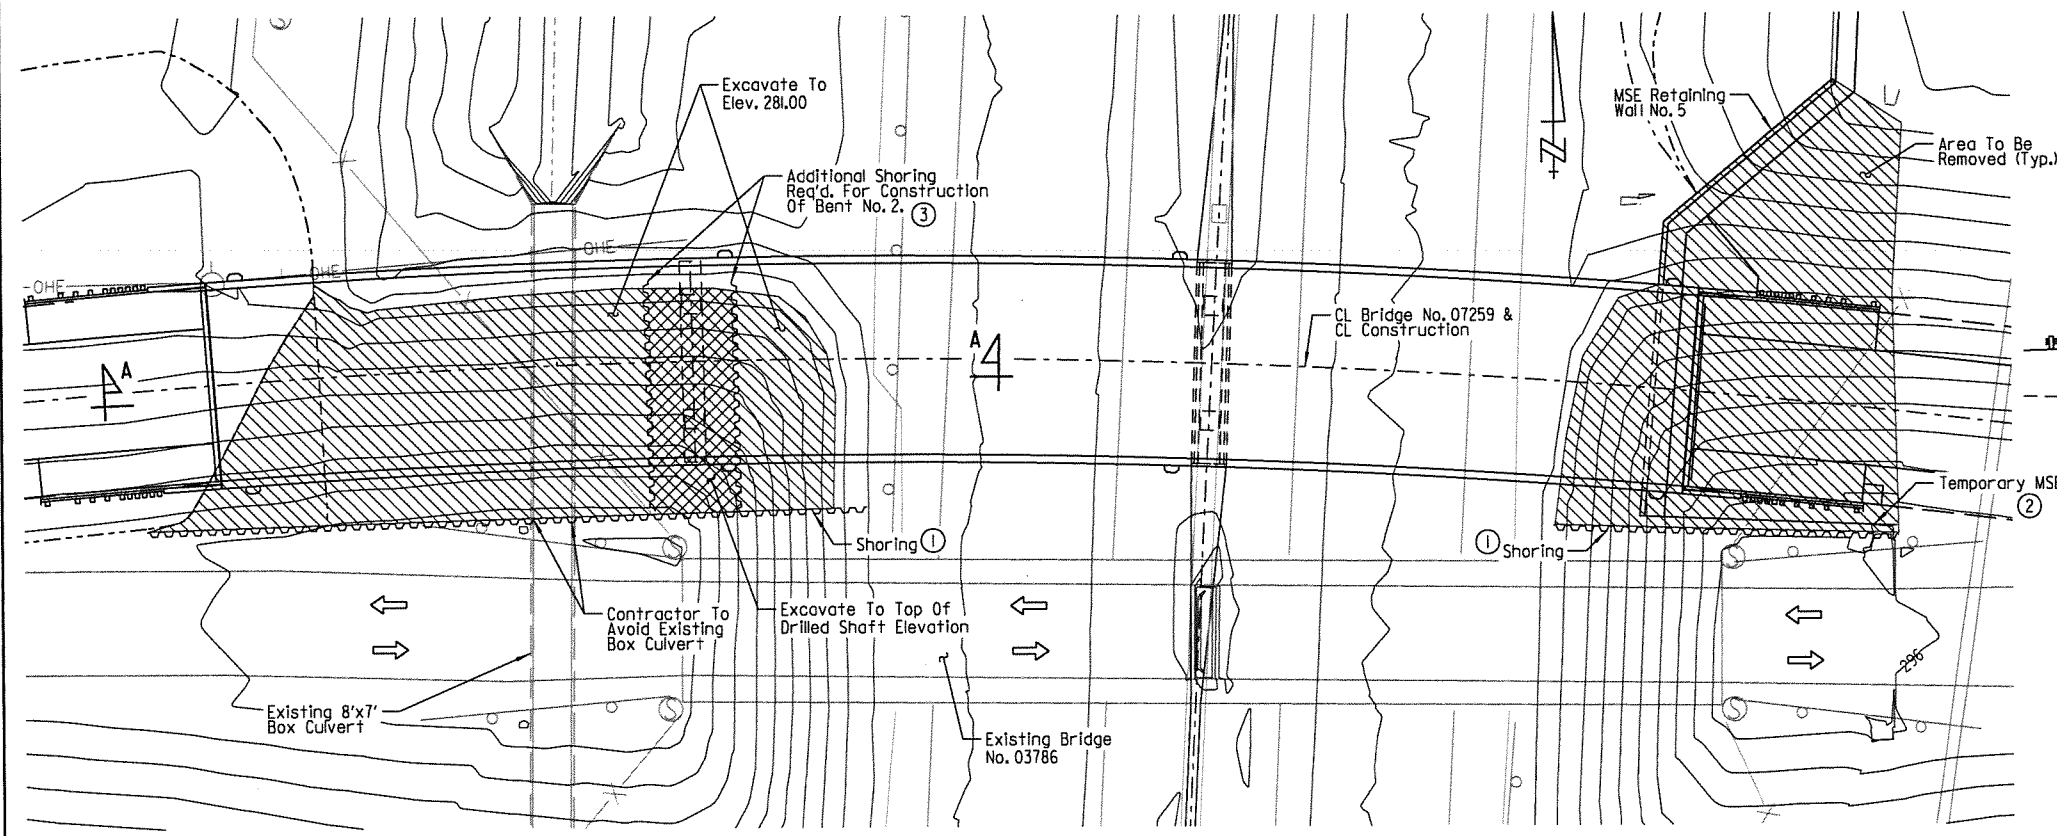 Excavate To
Elev. 281.00
MSE Retaining
Wall No. 5
Area To Be
Removed (Typ.)
Additional Shoring
Req'd. For Construction
Of Bent No. 2. 3
N
OHE
OHE
-OHE
CL Bridge No. 07259 &
CL Construction
A
A
Temporary MSE
2
Shoring 1
1 Shoring
Contractor To
Avoid Existing
Box Culvert
Excavate To Top Of
Drilled Shaft Elevation
296
Existing 8'x7'
Box Culvert
Existing Bridge
No. 03786
S
S
S
S
S